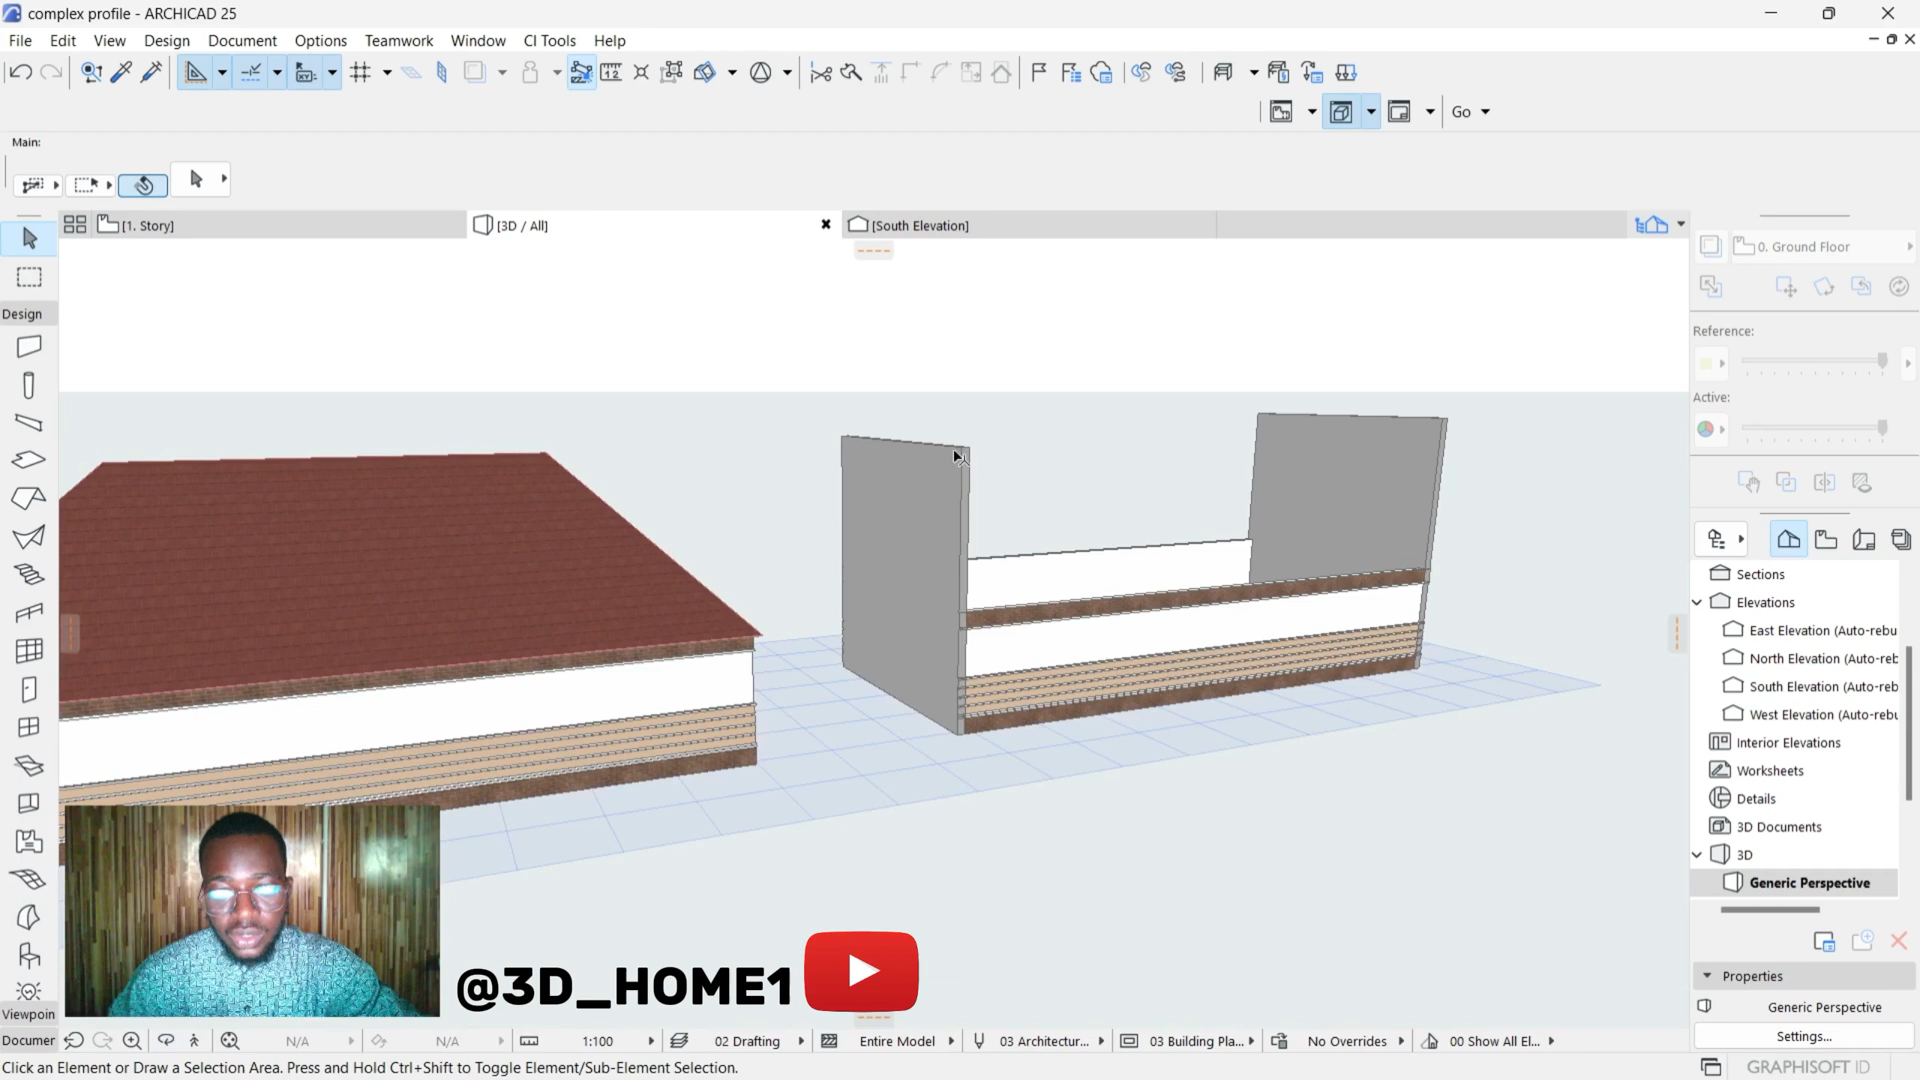 complex profile - ARCHICAD 25
File Edit View Design Document Options Teamwork Window CI Tools Help
Go
Main:
[1. Story]
[3D / All]
[South Elevation]
0. Ground Floor
Design
Reference:
Active:
Sections
Elevations
East Elevation (Auto-rebu
North Elevation (Auto-reb
South Elevation (Auto-reb
West Elevation (Auto-rebu
Interior Elevations
Worksheets
Details
3D Documents
3D
Generic Perspective
Properties
Generic Perspective
Settings...
@3D_HOME1
Viewpoin
Documer
N/A
N/A
1:100
02 Drafting
Entire Model
03 Architectur...
03 Building Pla...
No Overrides
00 Show All El...
Click an Element or Draw a Selection Area. Press and Hold Ctrl+Shift to Toggle Element/Sub-Element Selection.
GRAPHISOFT ID